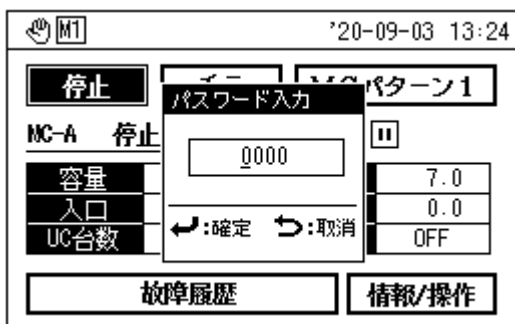 M1 '20-09-03 13:24
停止 パターン1
パスワード入力
MC-A 停止
0000
容量 7.0
入口 0.0
:確定 :取消
UC台数 OFF
故障履歴 情報/操作